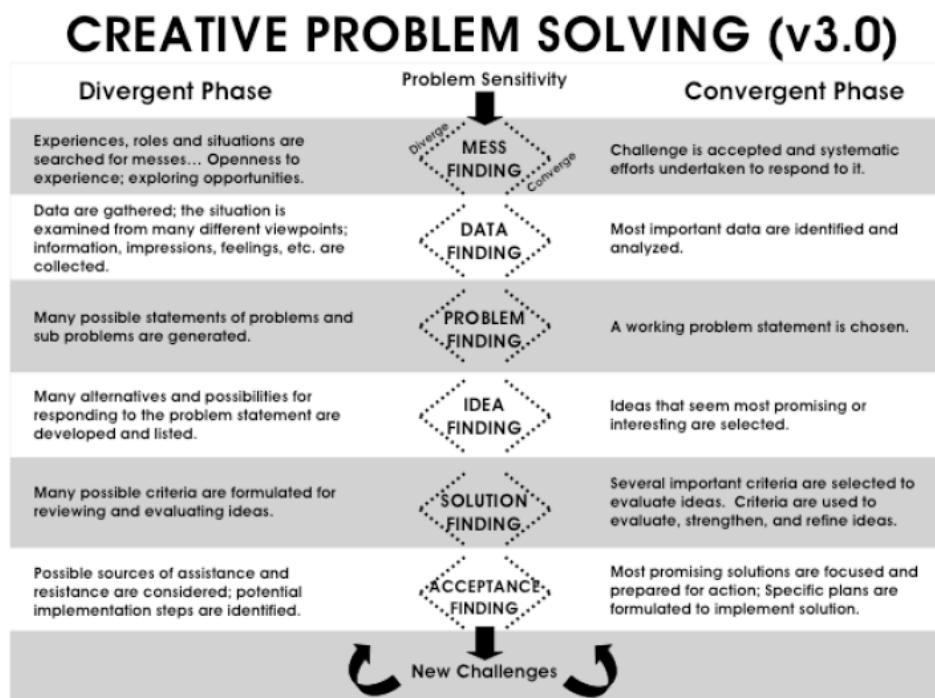 CREATIVE PROBLEM SOLVING (v3.0)
Divergent Phase
Problem Sensitivity
Convergent Phase
Experiences, roles and situations are
searched for messes... Openness to
experience; exploring opportunities.
Diverge
MESS
FINDING
Converge
Challenge is accepted and systematic
efforts undertaken to respond to it.
Data are gathered; the situation is
examined from many different viewpoints;
information, impressions, feelings, etc. are
collected.
DATA
FINDING
Most important data are identified and
analyzed.
Many possible statements of problems and
sub problems are generated.
PROBLEM
FINDING
A working problem statement is chosen.
Many alternatives and possibilities for
responding to the problem statement are
developed and listed.
IDEA
FINDING
Ideas that seem most promising or
interesting are selected.
Many possible criteria are formulated for
reviewing and evaluating ideas.
SOLUTION
FINDING
Several important criteria are selected to
evaluate ideas. Criteria are used to
evaluate, strengthen, and refine ideas.
Possible sources of assistance and
resistance are considered; potential
implementation steps are identified.
ACCEPTANCE
FINDING
Most promising solutions are focused and
prepared for action; Specific plans are
formulated to implement solution.
New Challenges